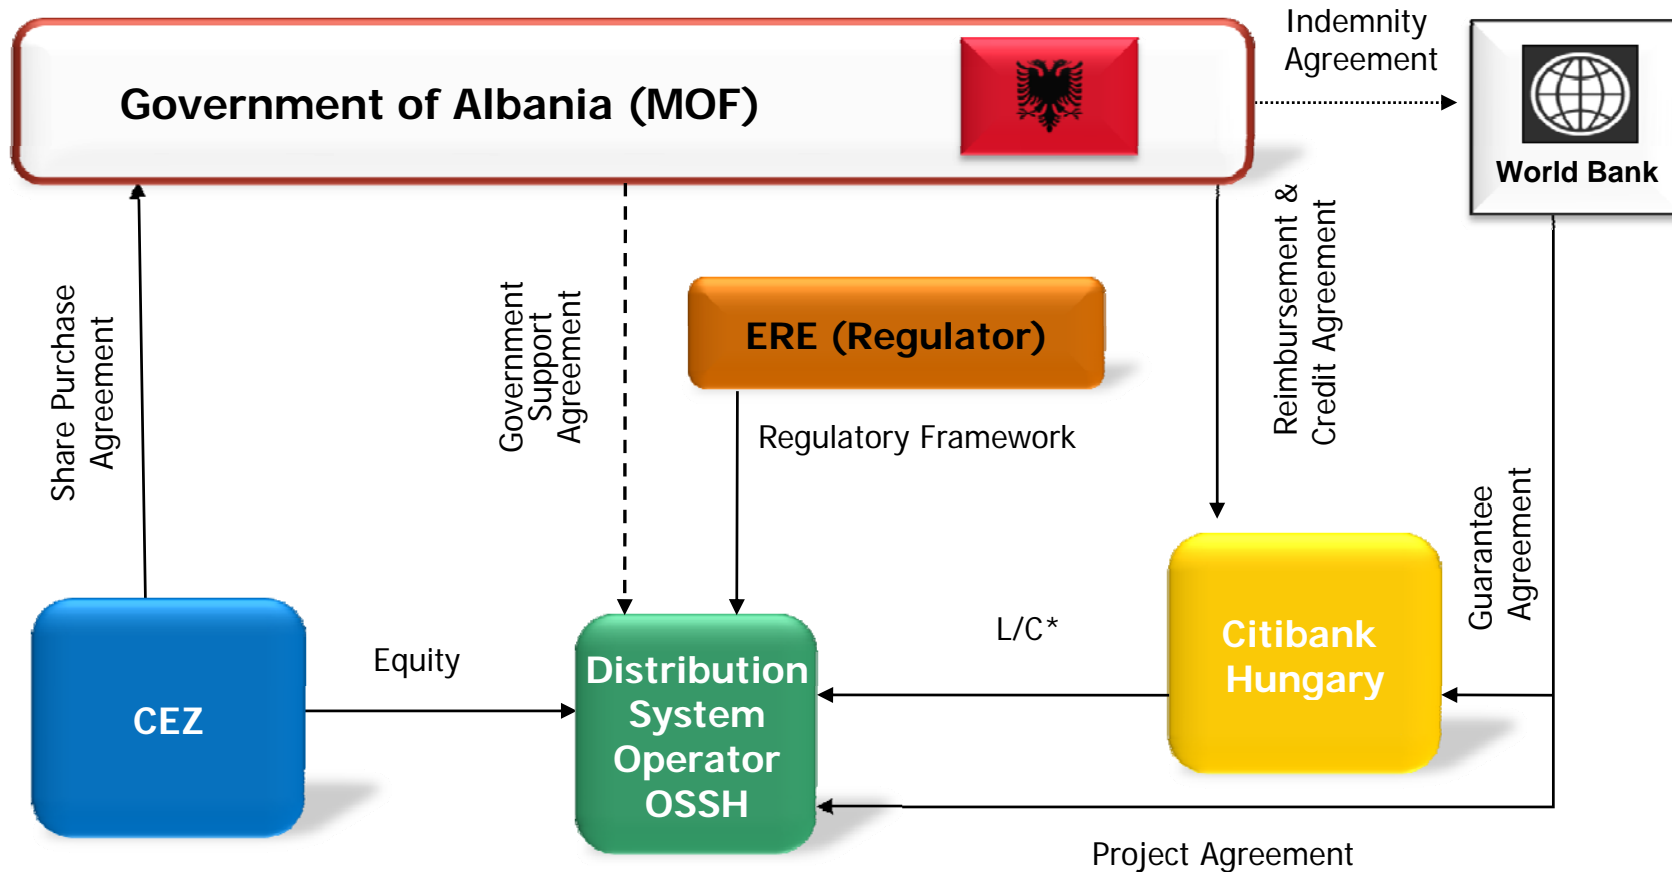 Indemnity
Agreement
Government of Albania (MOF)
World Bank
Share Purchase
Agreement
Government
Support
Agreement
ERE (Regulator)
Regulatory Framework
Reimbursement &
Credit Agreement
Guarantee
Agreement
CEZ
Equity
Distribution
System
Operator
OSSH
L/C*
Citibank
Hungary
Project Agreement